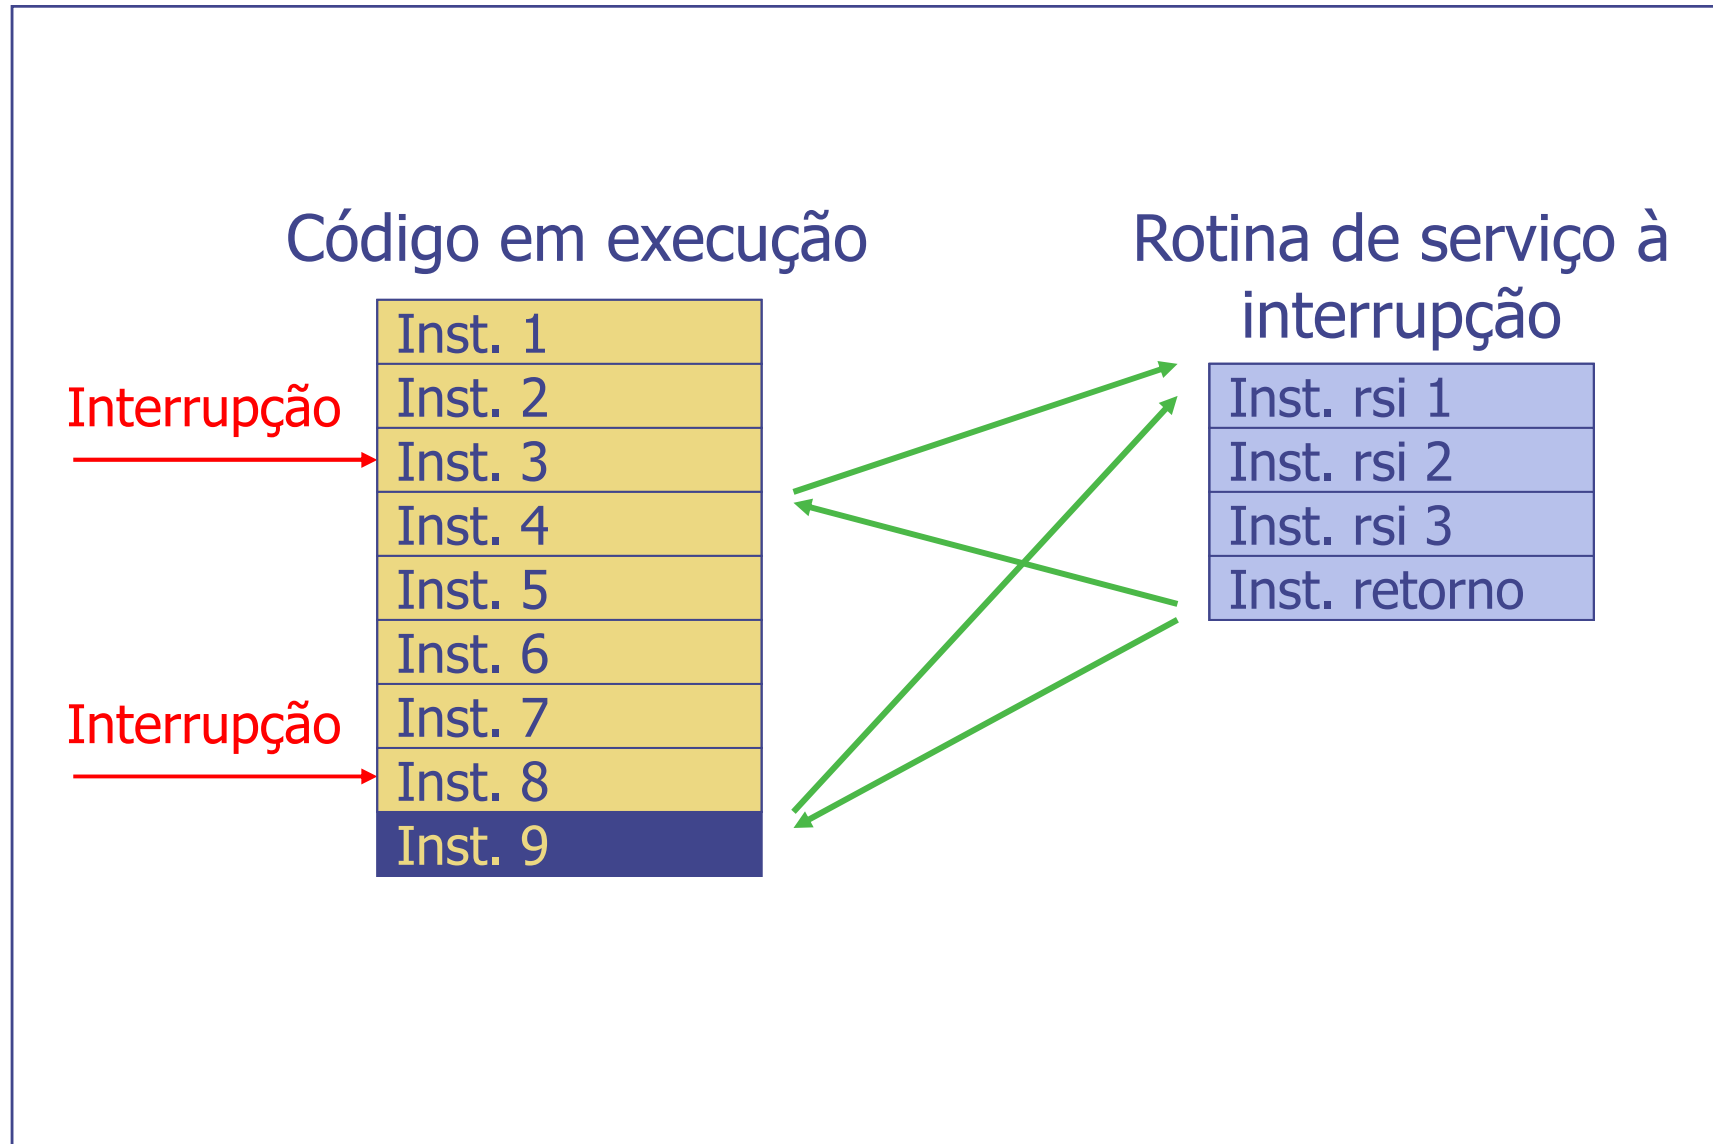 Código em execução
Inst. 1
Inst. 2
Inst. 3
Inst. 4
Inst. 5
Inst. 6
Inst. 7
Inst. 8
Inst. 9
Interrupção
Interrupção
Rotina de serviço à
interrupção
Inst. rsi 1
Inst. rsi 2
Inst. rsi 3
Inst. retorno